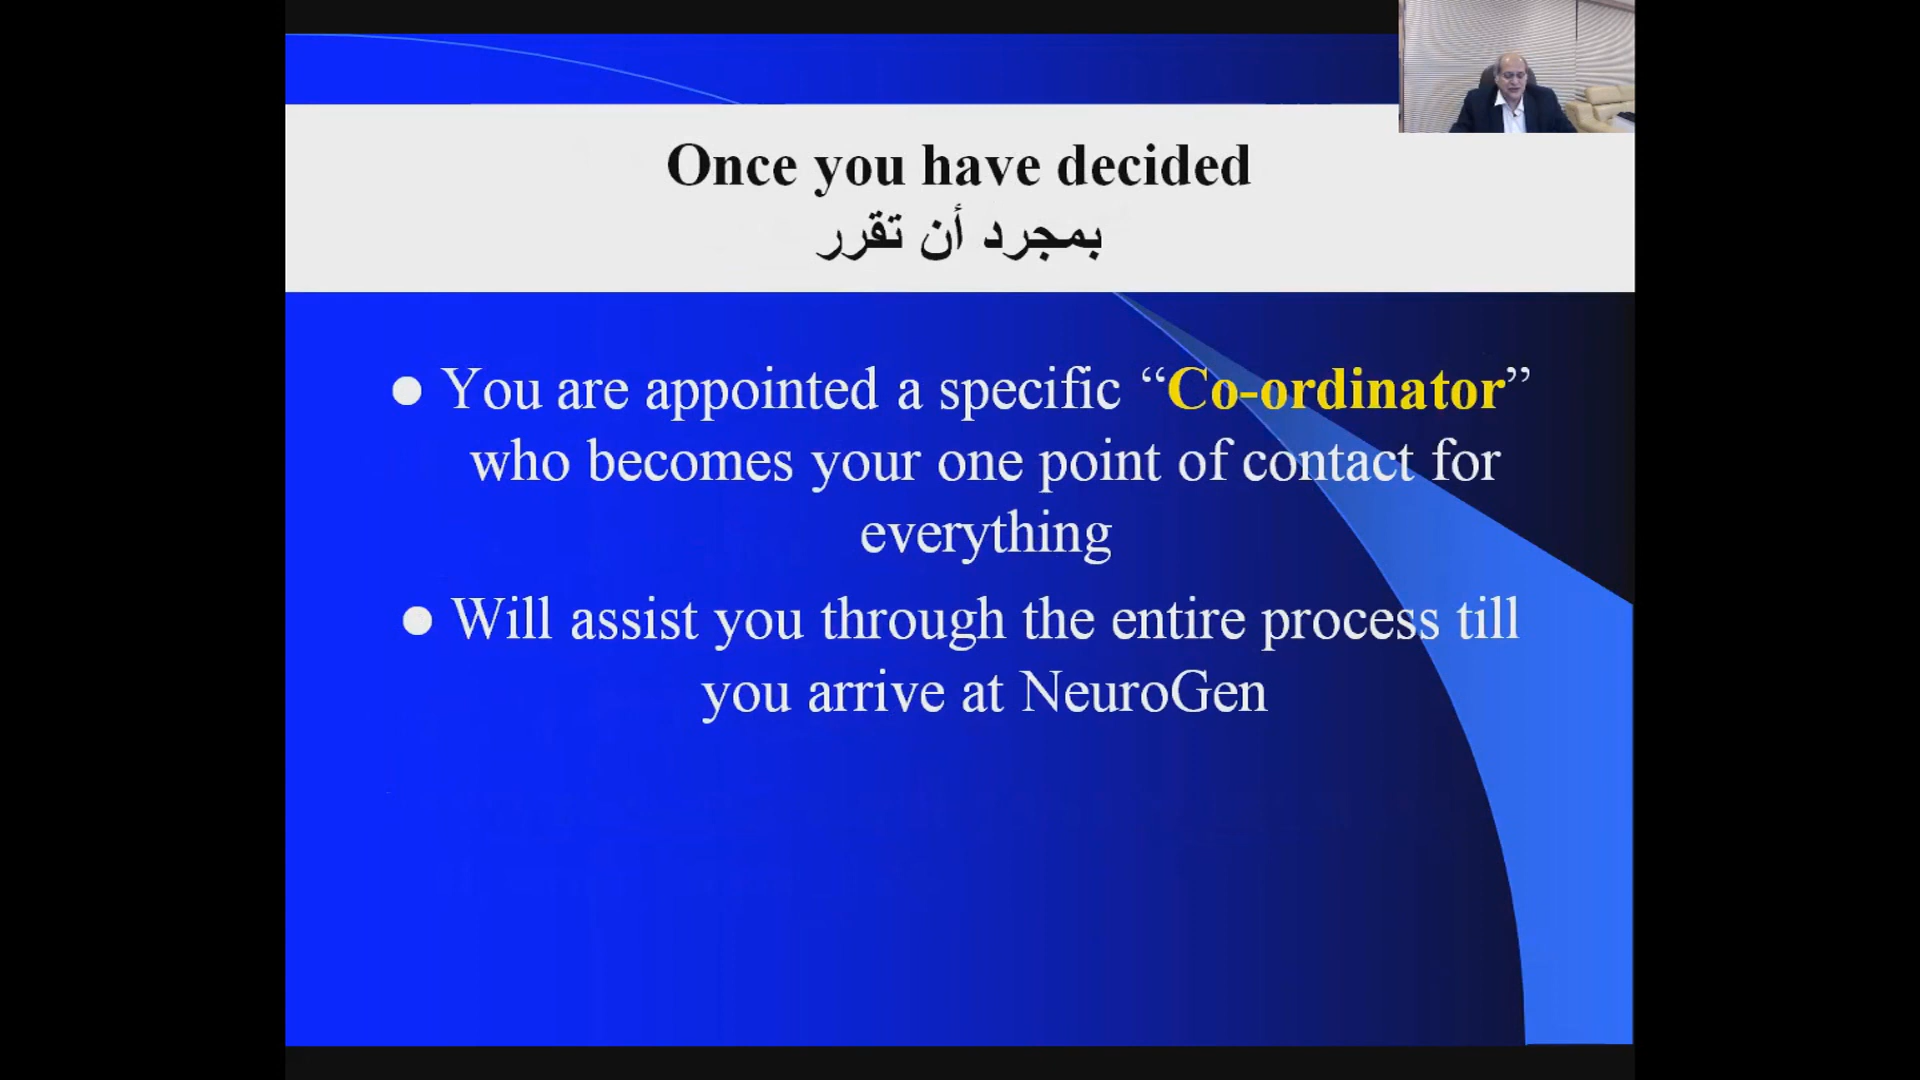 Once you have decided
بمجرد أن تقرر
● You are appointed a specific “Co-ordinator”
who becomes your one point of contact for
everything
● Will assist you through the entire process till
you arrive at NeuroGen